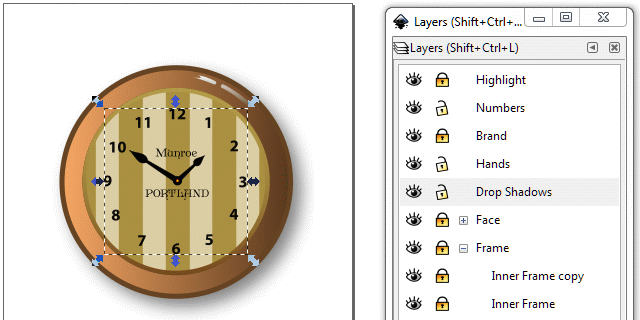 Layers (Shift+Ctrl+...
Layers (Shift+Ctrl+L)
Highlight
Numbers
Brand
Hands
Drop Shadows
Face
Frame
Inner Frame copy
Inner Frame
12
1
2
3
4
5
6
7
8
9
10
11
Munroe
PORTLAND